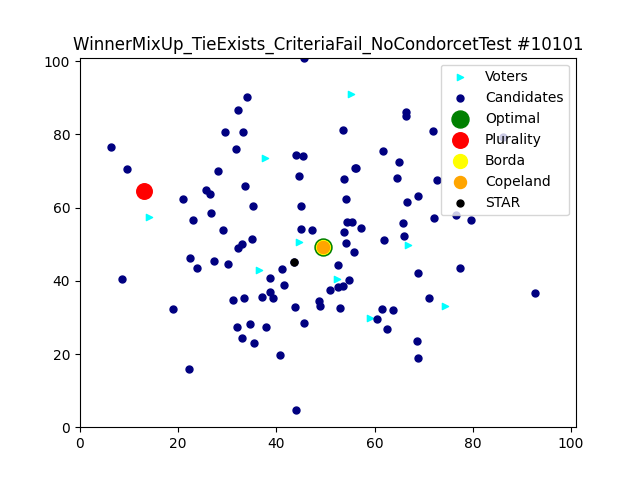 WinnerMixUp_TieExists_CriteriaFail_NoCondorcetTest #10101
100
80
60
40
20
0
0 20 40 60 80 100
Voters
Candidates
Optimal
Plurality
Borda
Copeland
STAR